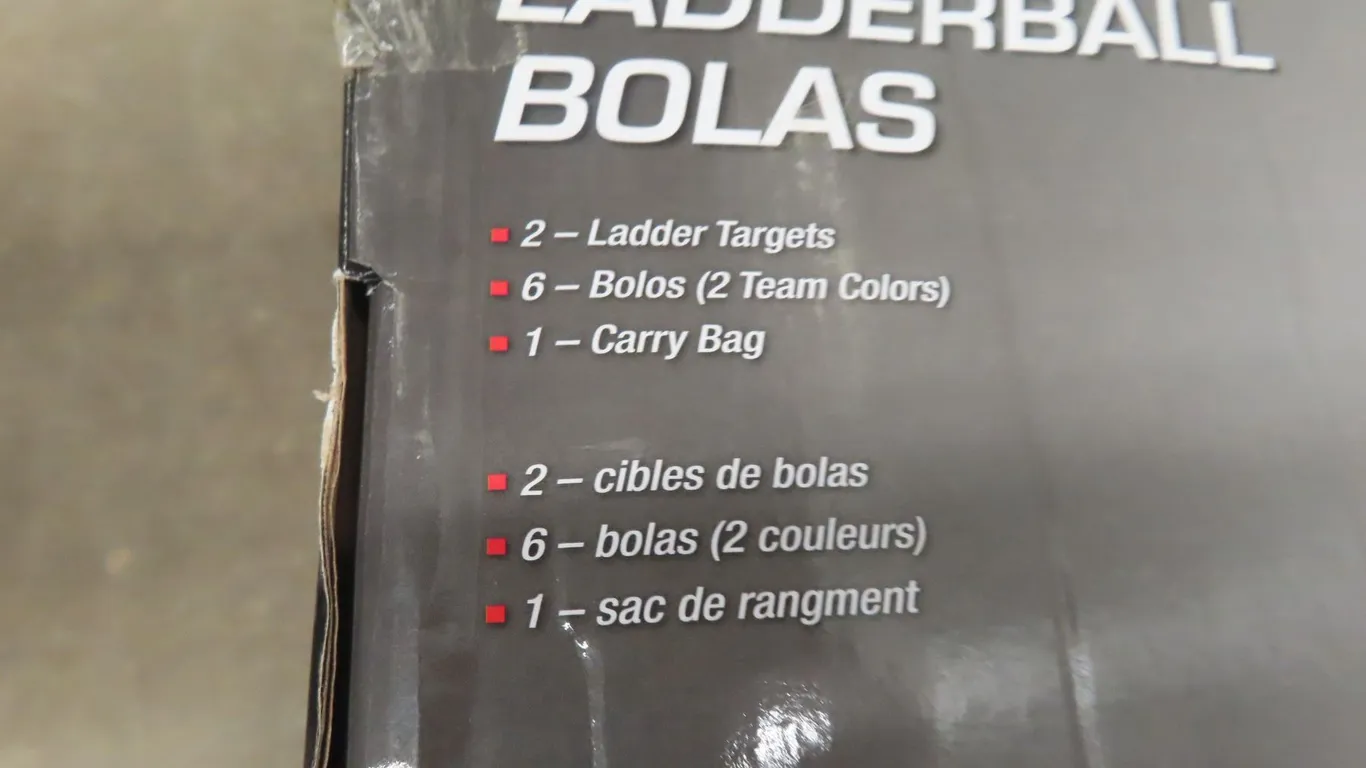 LADDERBALL
BOLAS
2 – Ladder Targets
6 – Bolos (2 Team Colors)
1 – Carry Bag
2 – cibles de bolas
6 – bolas (2 couleurs)
1 – sac de rangment